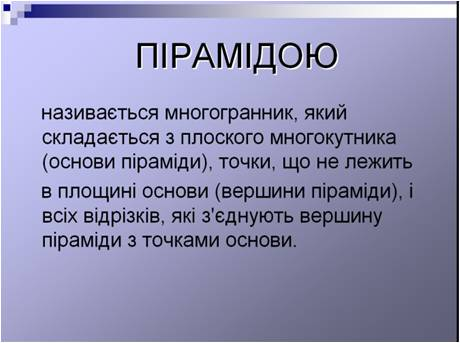 ПІРАМІДОЮ
називається многогранник, який
складається з плоского многокутника
(основи піраміди), точки, що не лежить
в площині основи (вершини піраміди), і
всіх відрізків, які з'єднують вершину
піраміди з точками основи.